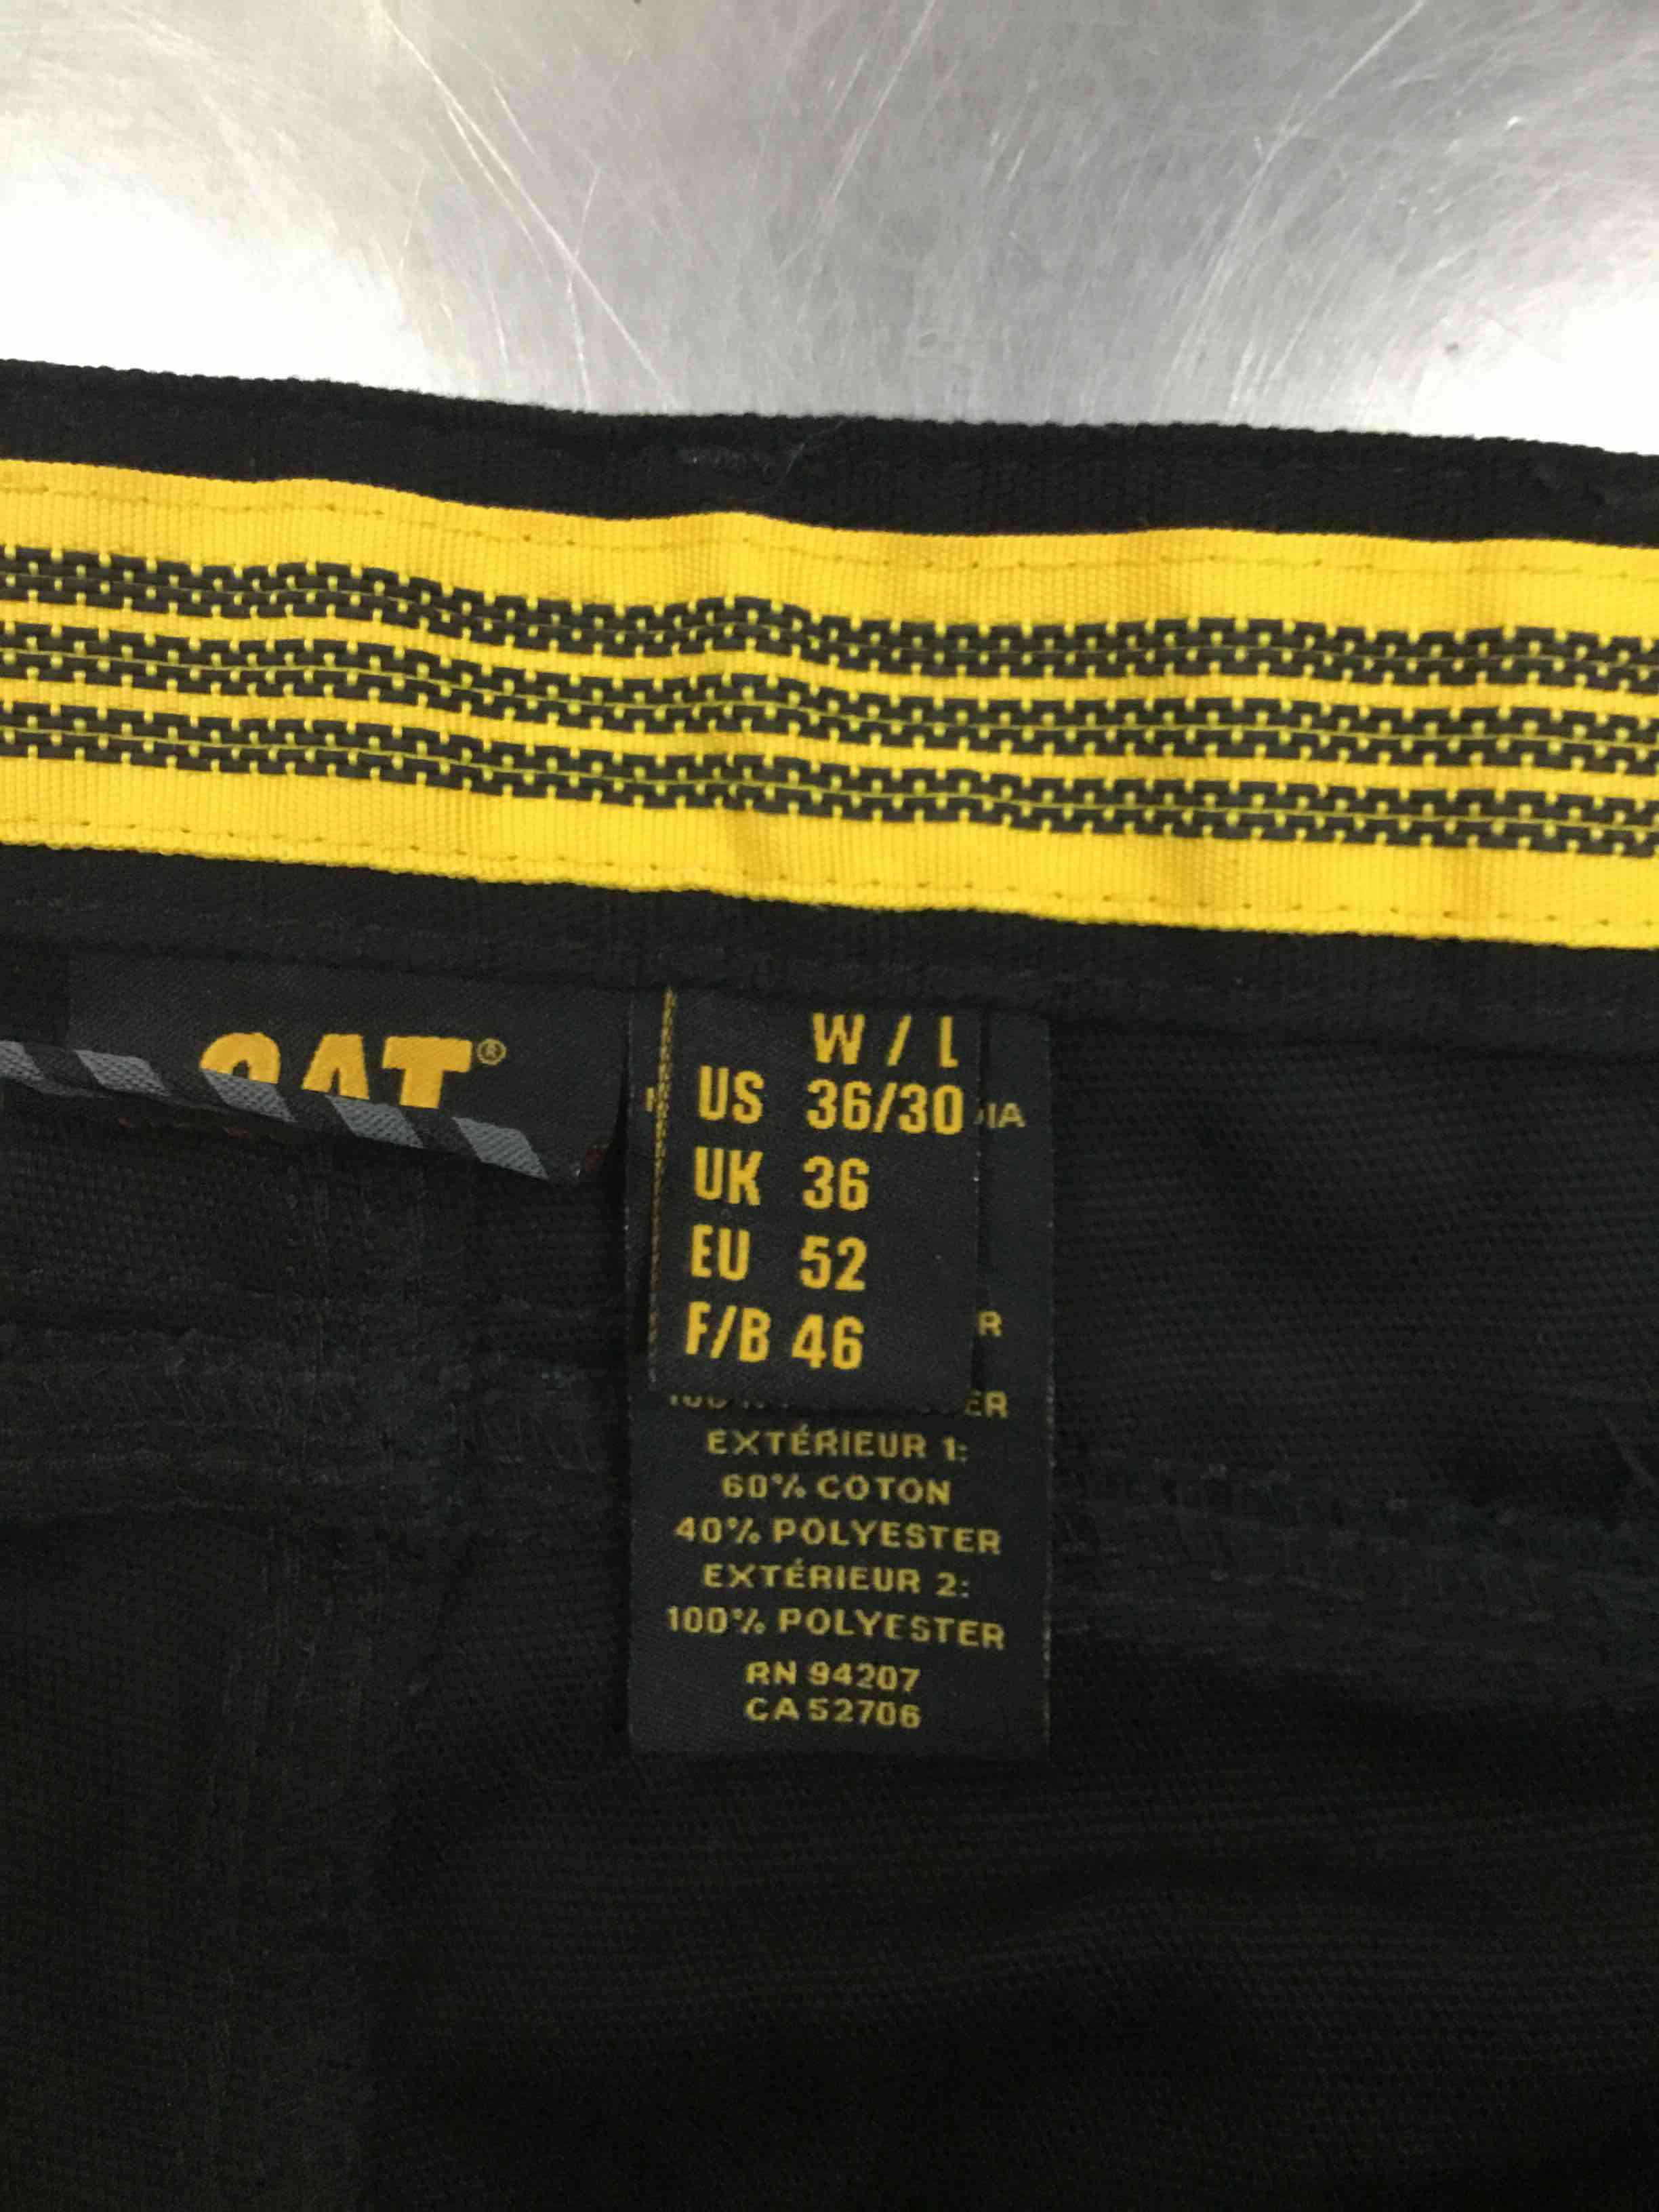 CAT®
W / L
US 36/30
UK 36
EU 52
F/B 46
EXTÉRIEUR 1:
60% COTON
40% POLYESTER
EXTÉRIEUR 2:
100% POLYESTER
RN 94207
CA 52706